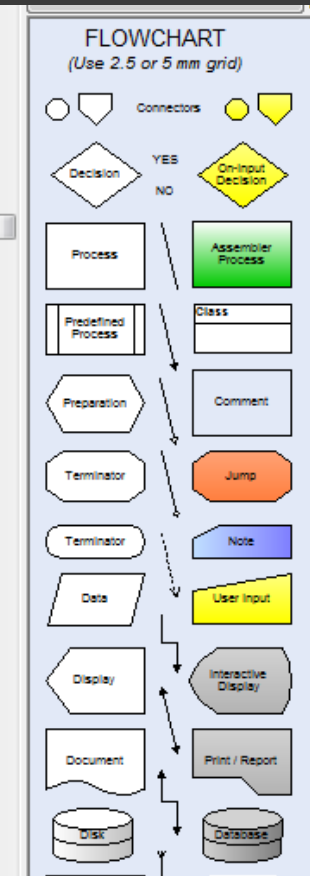 FLOWCHART
(Use 2.5 or 5 mm grid)
Connectors
Decision
YES
NO
On-Input
Decision
Process
Assembler
Process
Predefined
Process
Class
Preparation
Comment
Terminator
Jump
Terminator
Note
Data
User Input
Display
Interactive
Display
Document
Print / Report
Disk
Database